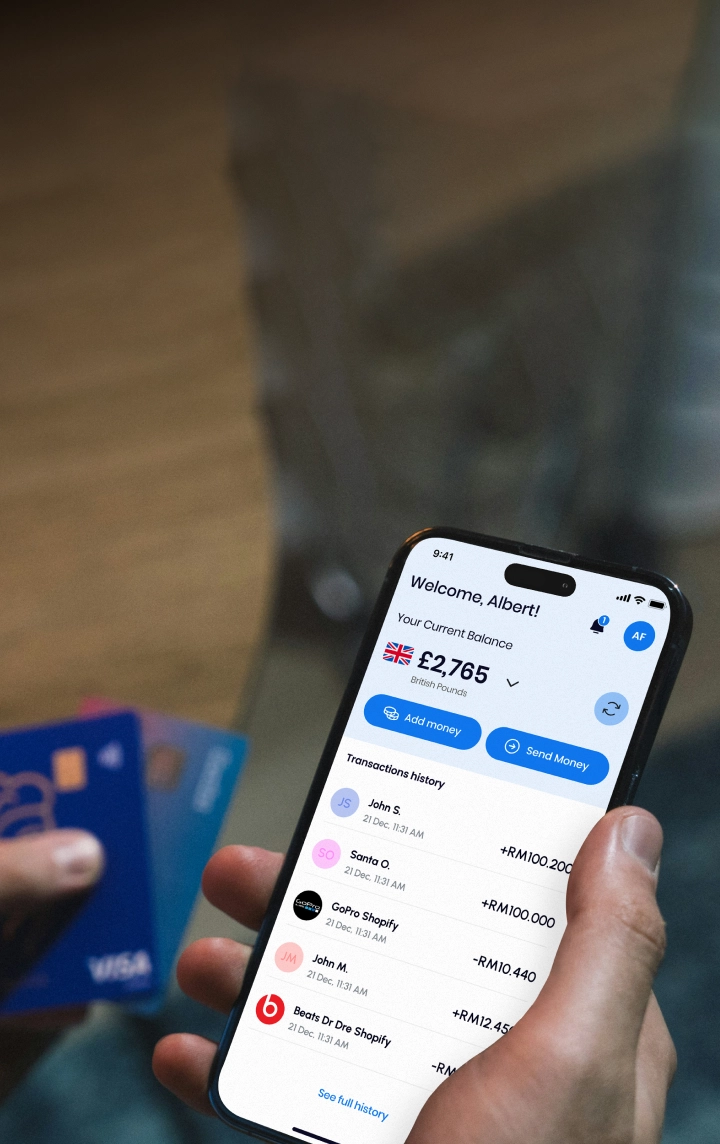 9:41
Welcome, Albert!
1
AF
Your Current Balance
£2,765
British Pounds
Add money
Send Money
Transactions history
JS
John S.
21 Dec, 11:31 AM
+RM100.200
SO
Santa O.
21 Dec, 11:31 AM
+RM100.000
GoPro
GoPro Shopify
21 Dec, 11:31 AM
-RM10.440
JM
John M.
21 Dec, 11:31 AM
+RM12.45
b
Beats Dr Dre Shopify
21 Dec, 11:31 AM
-RM
See full history
VISA